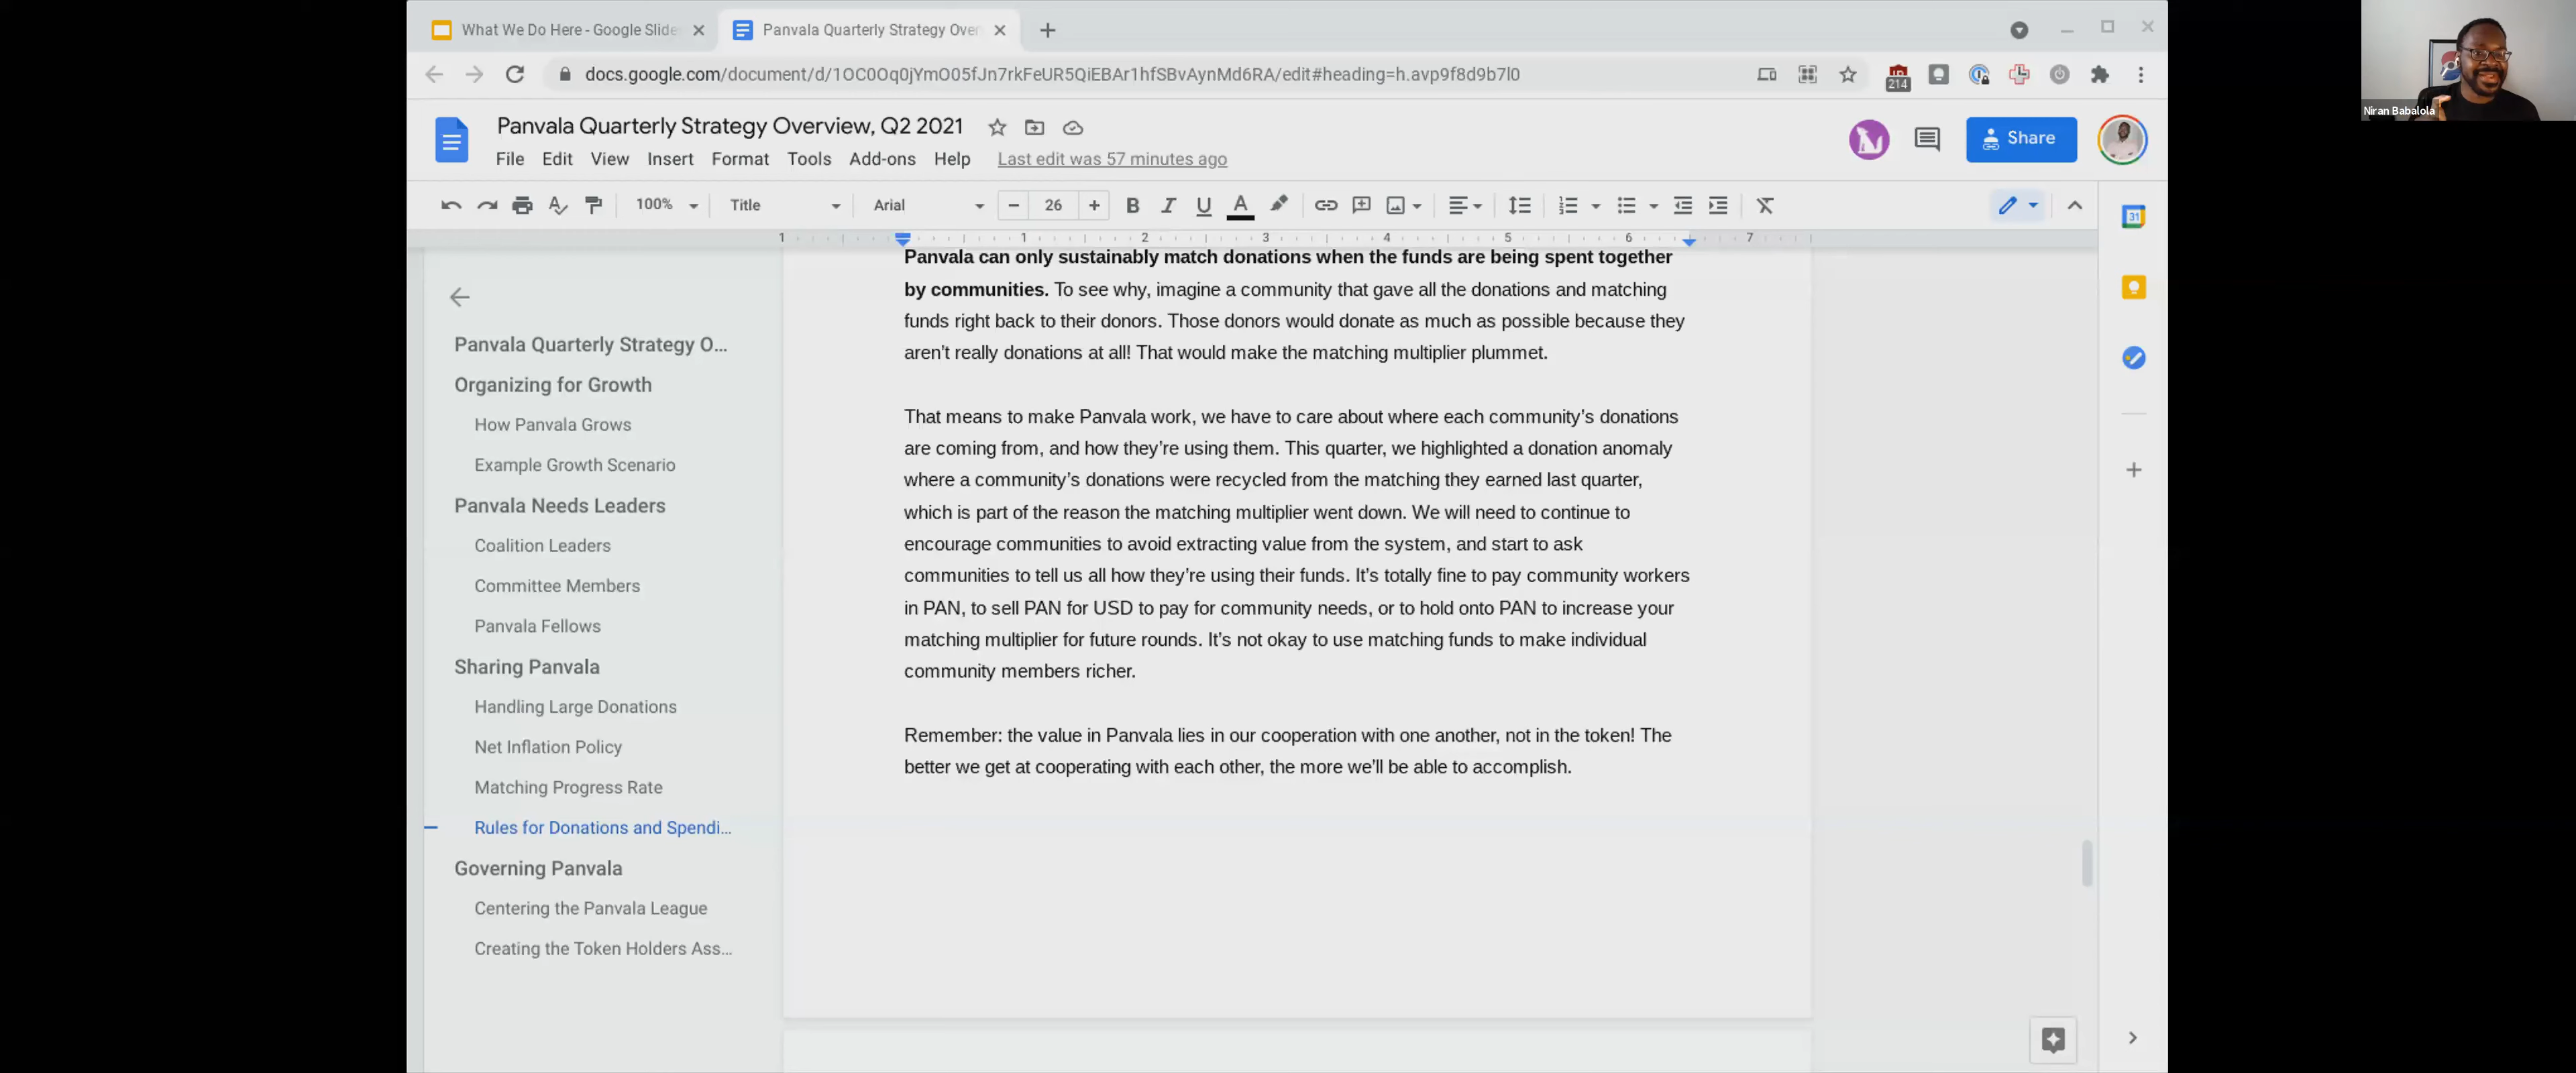 What We Do Here - Google Slide
Panvala Quarterly Strategy Over
docs.google.com/document/d/1OC0Oq0jYmO05fJn7rkFeUR5QiEBAr1hfSBvAynMd6RA/edit#heading=h.avp9f8d9b7l0
214
Niran Babalola
Panvala Quarterly Strategy Overview, Q2 2021
Share
File Edit View Insert Format Tools Add-ons Help Last edit was 57 minutes ago
100% Title Arial 26
31
1 1 2 3 4 5 6 7
Panvala Quarterly Strategy O...
Organizing for Growth
How Panvala Grows
Example Growth Scenario
Panvala Needs Leaders
Coalition Leaders
Committee Members
Panvala Fellows
Sharing Panvala
Handling Large Donations
Net Inflation Policy
Matching Progress Rate
Rules for Donations and Spendi...
Governing Panvala
Centering the Panvala League
Creating the Token Holders Ass...
Panvala can only sustainably match donations when the funds are being spent together
by communities. To see why, imagine a community that gave all the donations and matching
funds right back to their donors. Those donors would donate as much as possible because they
aren't really donations at all! That would make the matching multiplier plummet.
That means to make Panvala work, we have to care about where each community's donations
are coming from, and how they're using them. This quarter, we highlighted a donation anomaly
where a community's donations were recycled from the matching they earned last quarter,
which is part of the reason the matching multiplier went down. We will need to continue to
encourage communities to avoid extracting value from the system, and start to ask
communities to tell us all how they're using their funds. It's totally fine to pay community workers
in PAN, to sell PAN for USD to pay for community needs, or to hold onto PAN to increase your
matching multiplier for future rounds. It's not okay to use matching funds to make individual
community members richer.
Remember: the value in Panvala lies in our cooperation with one another, not in the token! The
better we get at cooperating with each other, the more we'll be able to accomplish.